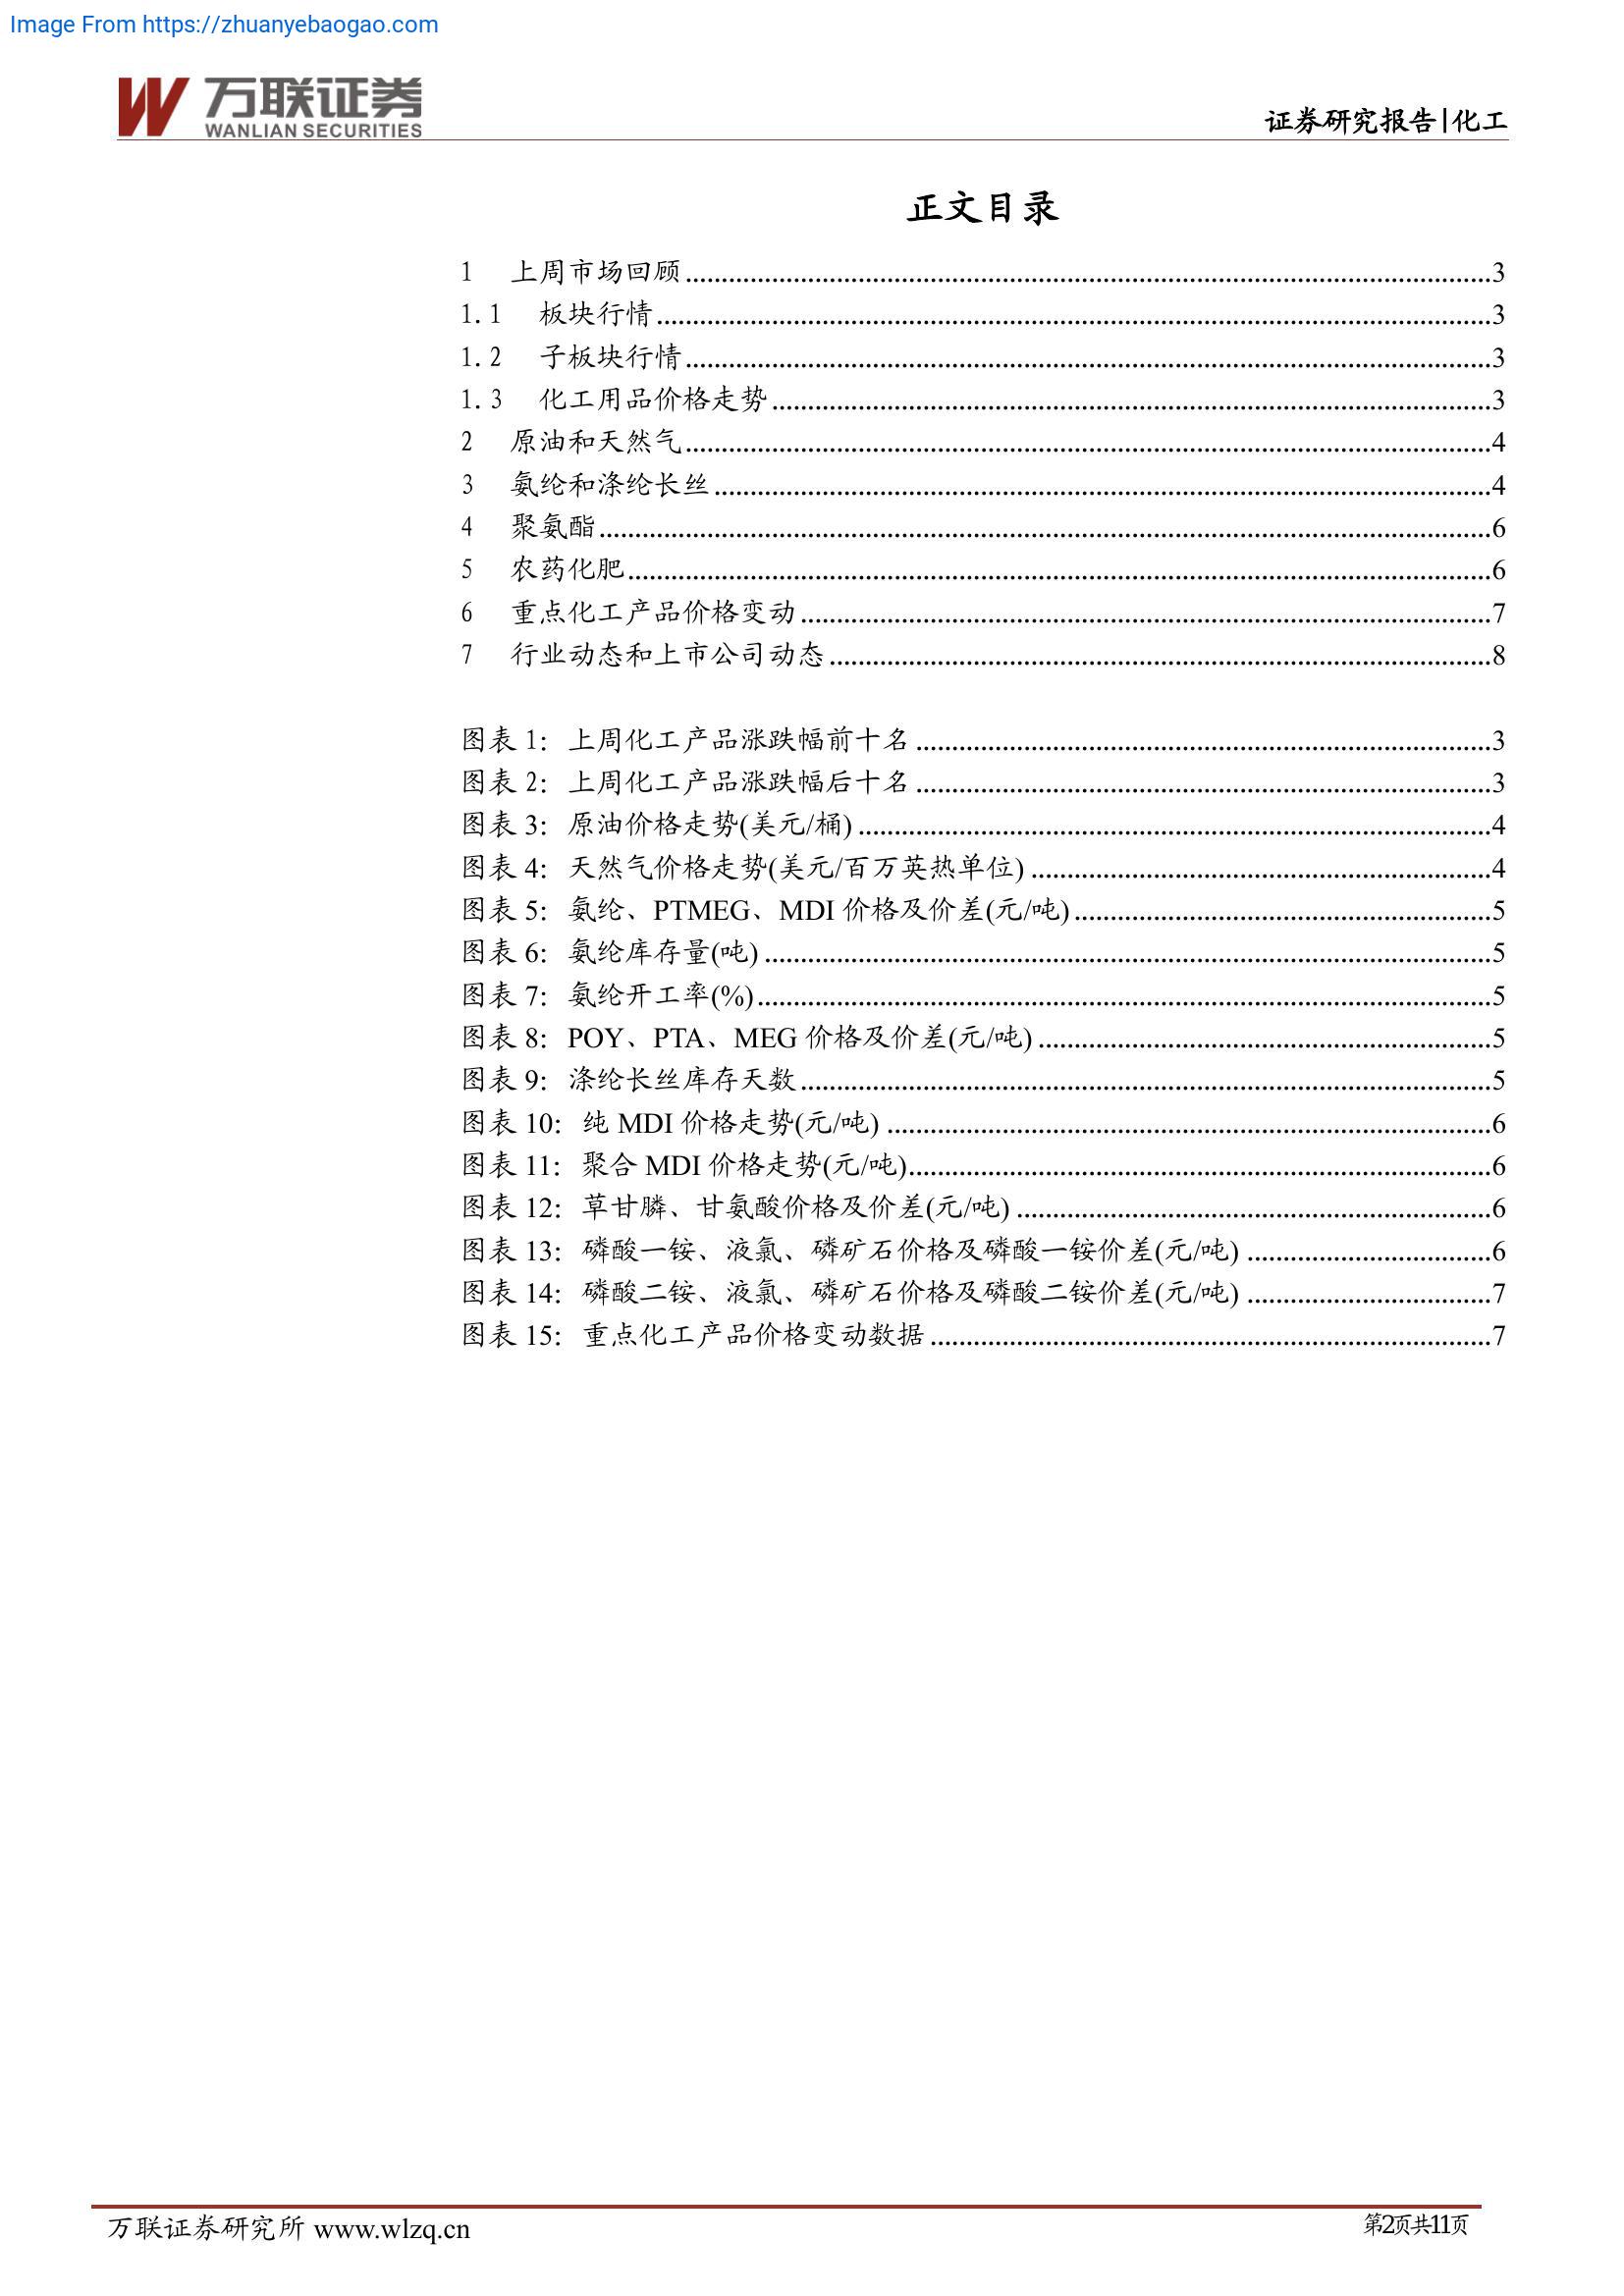 Image From https://zhuanyebaogao.com
万联证券
WANLIAN SECURITIES
证券研究报告|化工
正文目录
1 上周市场回顾........................3
1.1 板块行情........................3
1.2 子板块行情........................3
1.3 化工用品价格走势........................3
2 原油和天然气........................4
3 氨纶和涤纶长丝........................4
4 聚氨酯........................6
5 农药化肥........................6
6 重点化工产品价格变动........................7
7 行业动态和上市公司动态........................8
图表 1：上周化工产品涨跌幅前十名........................3
图表 2：上周化工产品涨跌幅后十名........................3
图表 3：原油价格走势(美元/桶)........................4
图表 4：天然气价格走势(美元/百万英热单位)........................4
图表 5：氨纶、PTMEG、MDI 价格及价差(元/吨)........................5
图表 6：氨纶库存量(吨)........................5
图表 7：氨纶开工率(%)........................5
图表 8：POY、PTA、MEG 价格及价差(元/吨)........................5
图表 9：涤纶长丝库存天数........................5
图表 10：纯 MDI 价格走势(元/吨)........................6
图表 11：聚合 MDI 价格走势(元/吨)........................6
图表 12：草甘膦、甘氨酸价格及价差(元/吨)........................6
图表 13：磷酸一铵、液氯、磷矿石价格及磷酸一铵价差(元/吨)........................6
图表 14：磷酸二铵、液氯、磷矿石价格及磷酸二铵价差(元/吨)........................7
图表 15：重点化工产品价格变动数据........................7
万联证券研究所 www.wlzq.cn
第2页共11页